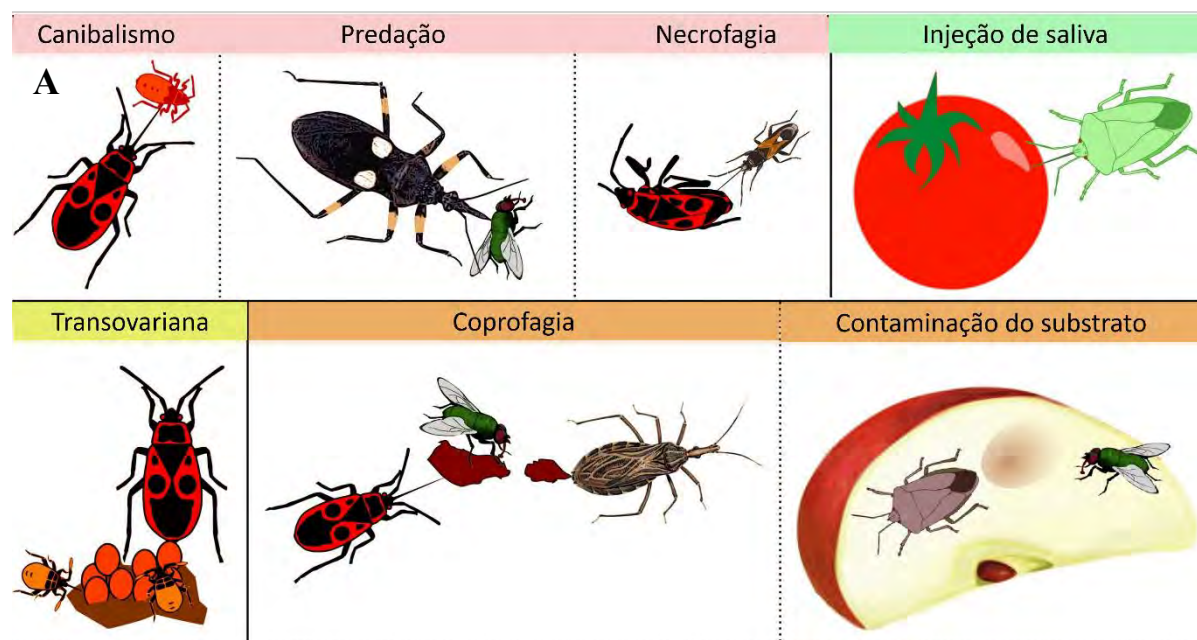 Canibalismo
Predação
Necrofagia
Injeção de saliva
A
Transovariana
Coprofagia
Contaminação do substrato